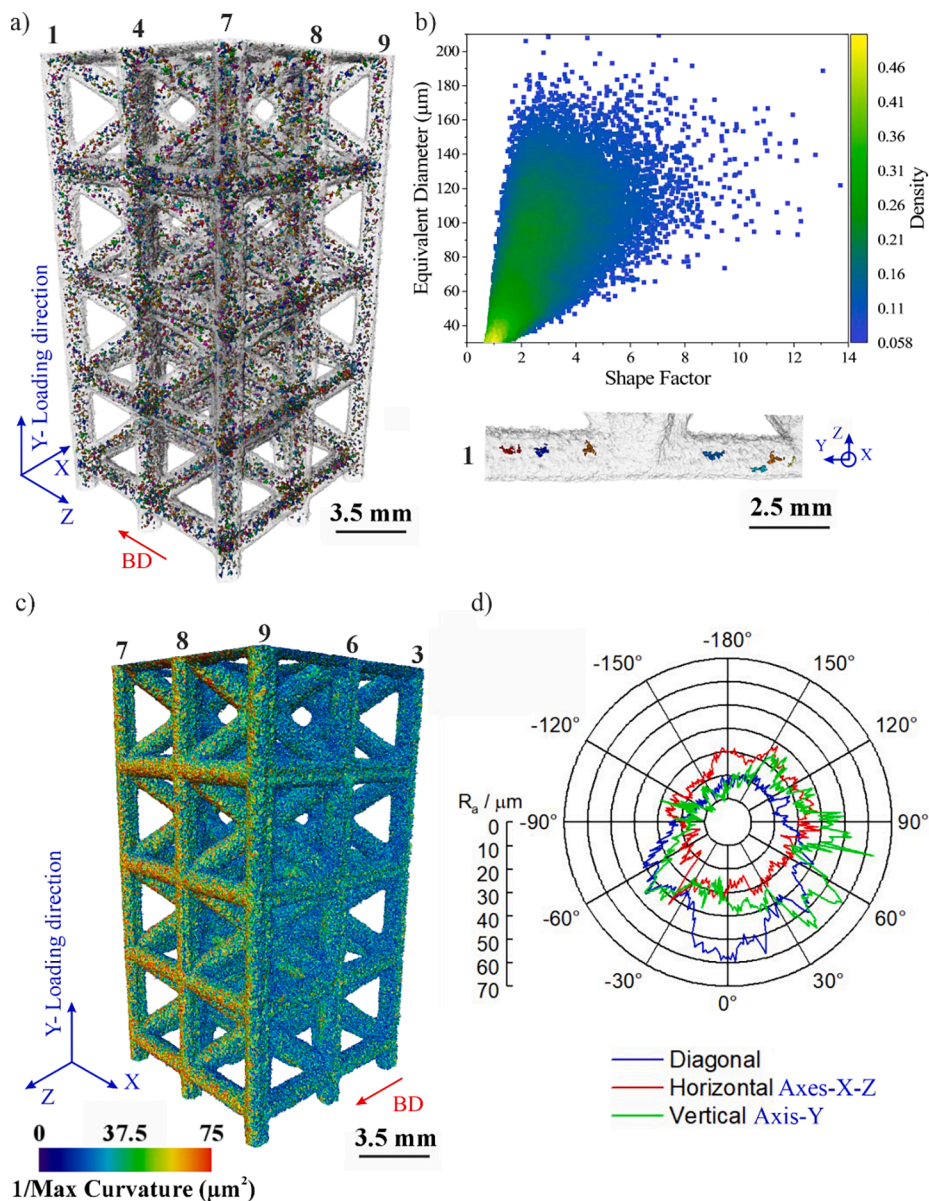 a)
1 4 7 8 9
Y- Loading direction
X
Z
BD
3.5 mm
b)
Equivalent Diameter (μm)
200
180
160
140
120
100
80
60
40
0 2 4 6 8 10 12 14
Shape Factor
0.46
0.41
0.36
0.31
0.26
0.21
0.16
0.11
0.058
Density
1
Y Z X
2.5 mm
c)
7 8 9 6 3
Y- Loading direction
Z X
BD
3.5 mm
0 37.5 75
1/Max Curvature (μm²)
d)
-180°
-150° 150°
-120° 120°
-90° 90°
-60° 60°
-30° 30°
0°
Ra / μm
0
10
20
30
40
50
60
70
Diagonal
Horizontal Axes-X-Z
Vertical Axis-Y